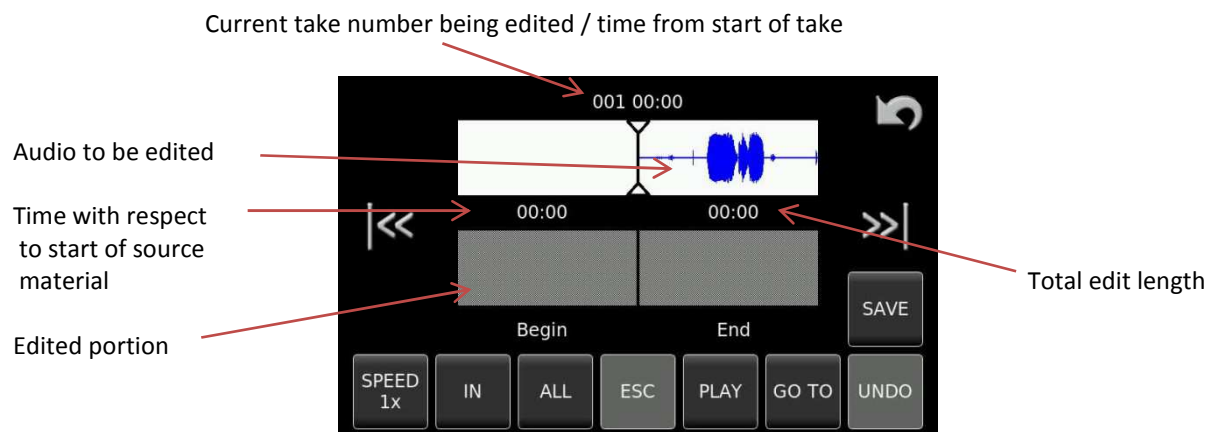 Current take number being edited / time from start of take
001 00:00
Audio to be edited
Time with respect
to start of source
material
00:00
00:00
|<<
>>|
Total edit length
Edited portion
Begin
End
SAVE
SPEED
1x
IN
ALL
ESC
PLAY
GO TO
UNDO